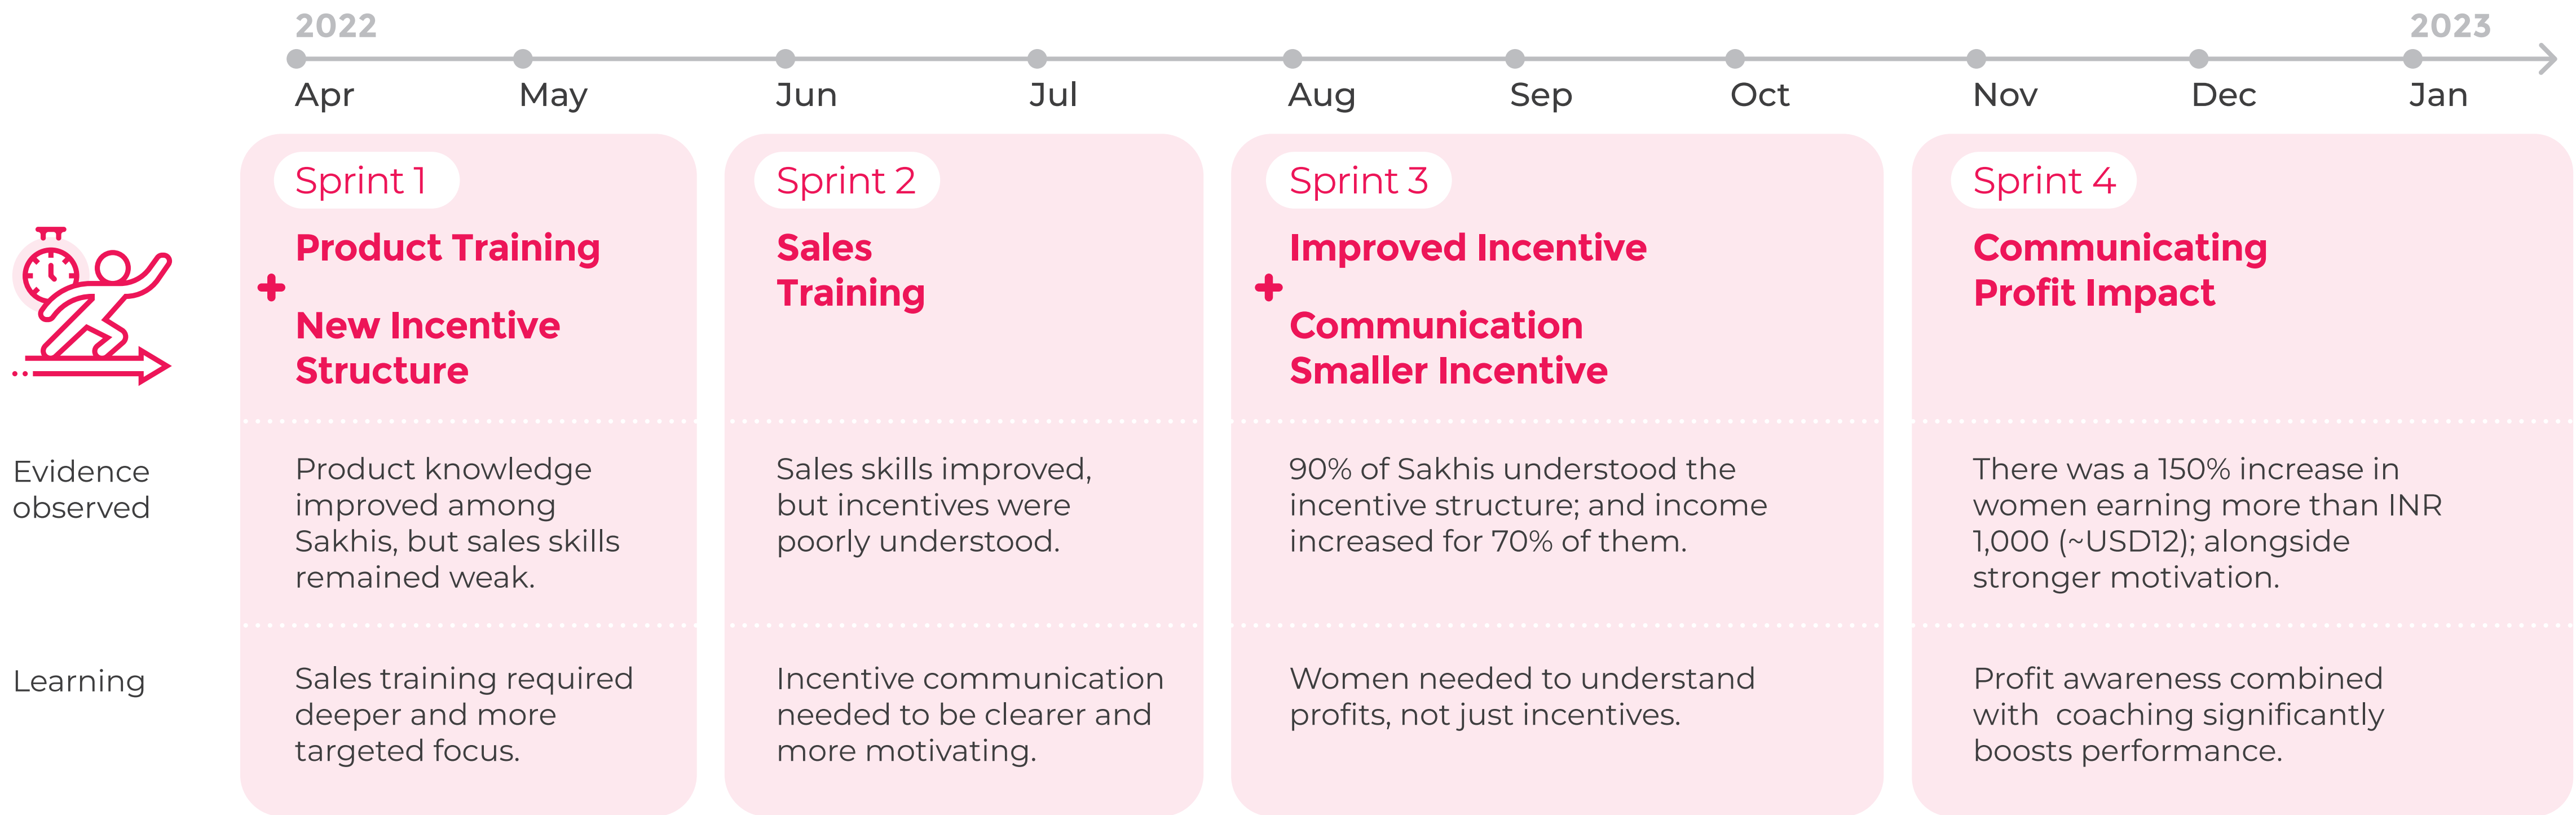 2022
2023
Apr
May
Jun
Jul
Aug
Sep
Oct
Nov
Dec
Jan
Sprint 1
Product Training
+
New Incentive
Structure
Sprint 2
Sales
Training
Sprint 3
Improved Incentive
+
Communication
Smaller Incentive
Sprint 4
Communicating
Profit Impact
Evidence
observed
Product knowledge
improved among
Sakhis, but sales skills
remained weak.
Sales skills improved,
but incentives were
poorly understood.
90% of Sakhis understood the
incentive structure; and income
increased for 70% of them.
There was a 150% increase in
women earning more than INR
1,000 (~USD12); alongside
stronger motivation.
Learning
Sales training required
deeper and more
targeted focus.
Incentive communication
needed to be clearer and
more motivating.
Women needed to understand
profits, not just incentives.
Profit awareness combined
with  coaching significantly
boosts performance.